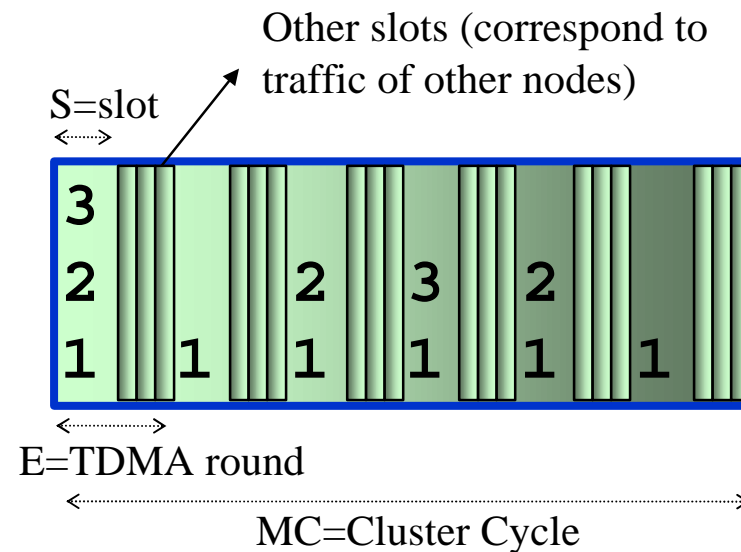 Other slots (correspond to
traffic of other nodes)
S=slot
3
2 2 3 2
1 1 1 1 1 1
E=TDMA round
MC=Cluster Cycle